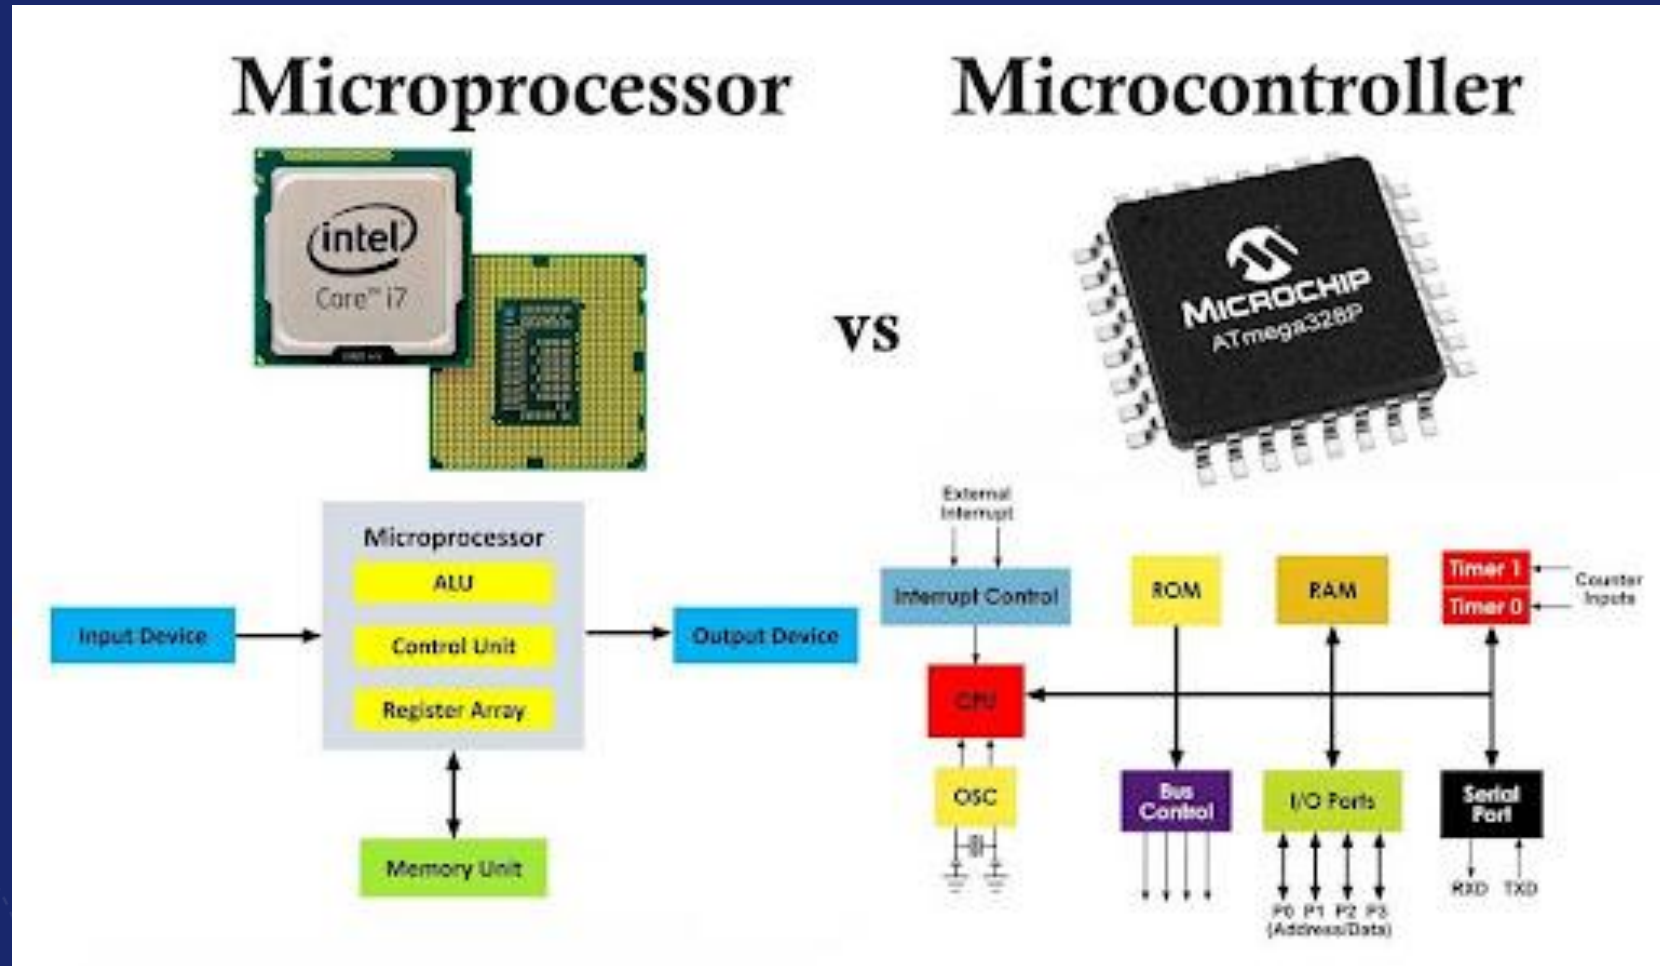 Microprocessor
Microcontroller
intel
Core™ i7
vs
MICROCHIP
ATmega328P
Microprocessor
ALU
Control Unit
Register Array
Input Device
Output Device
Memory Unit
External
Interrupt
Interrupt Control
ROM
RAM
Timer 1
Timer 0
Counter
Inputs
CPU
OSC
Bus
Control
I/O Ports
Serial
Port
P0 P1 P2 P3
(Address/Data)
RXD TXD